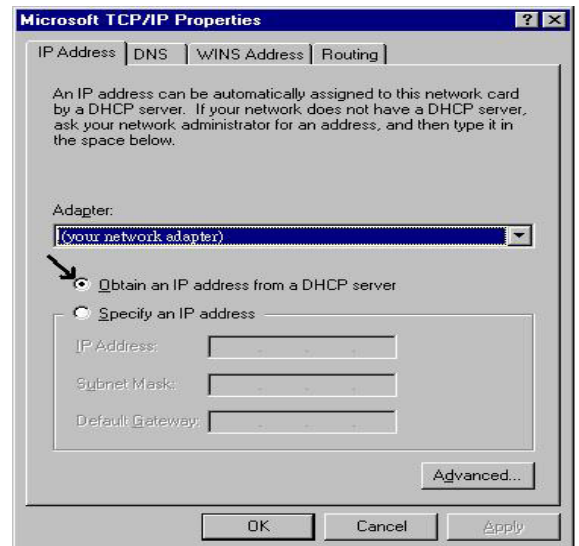 Microsoft TCP/IP Properties
IP Address DNS WINS Address Routing
An IP address can be automatically assigned to this network card
by a DHCP server. If your network does not have a DHCP server,
ask your network administrator for an address, and then type it in
the space below.
Adapter:
(your network adapter)
Obtain an IP address from a DHCP server
Specify an IP address
IP Address:
Subnet Mask:
Default Gateway:
Advanced...
OK Cancel Apply